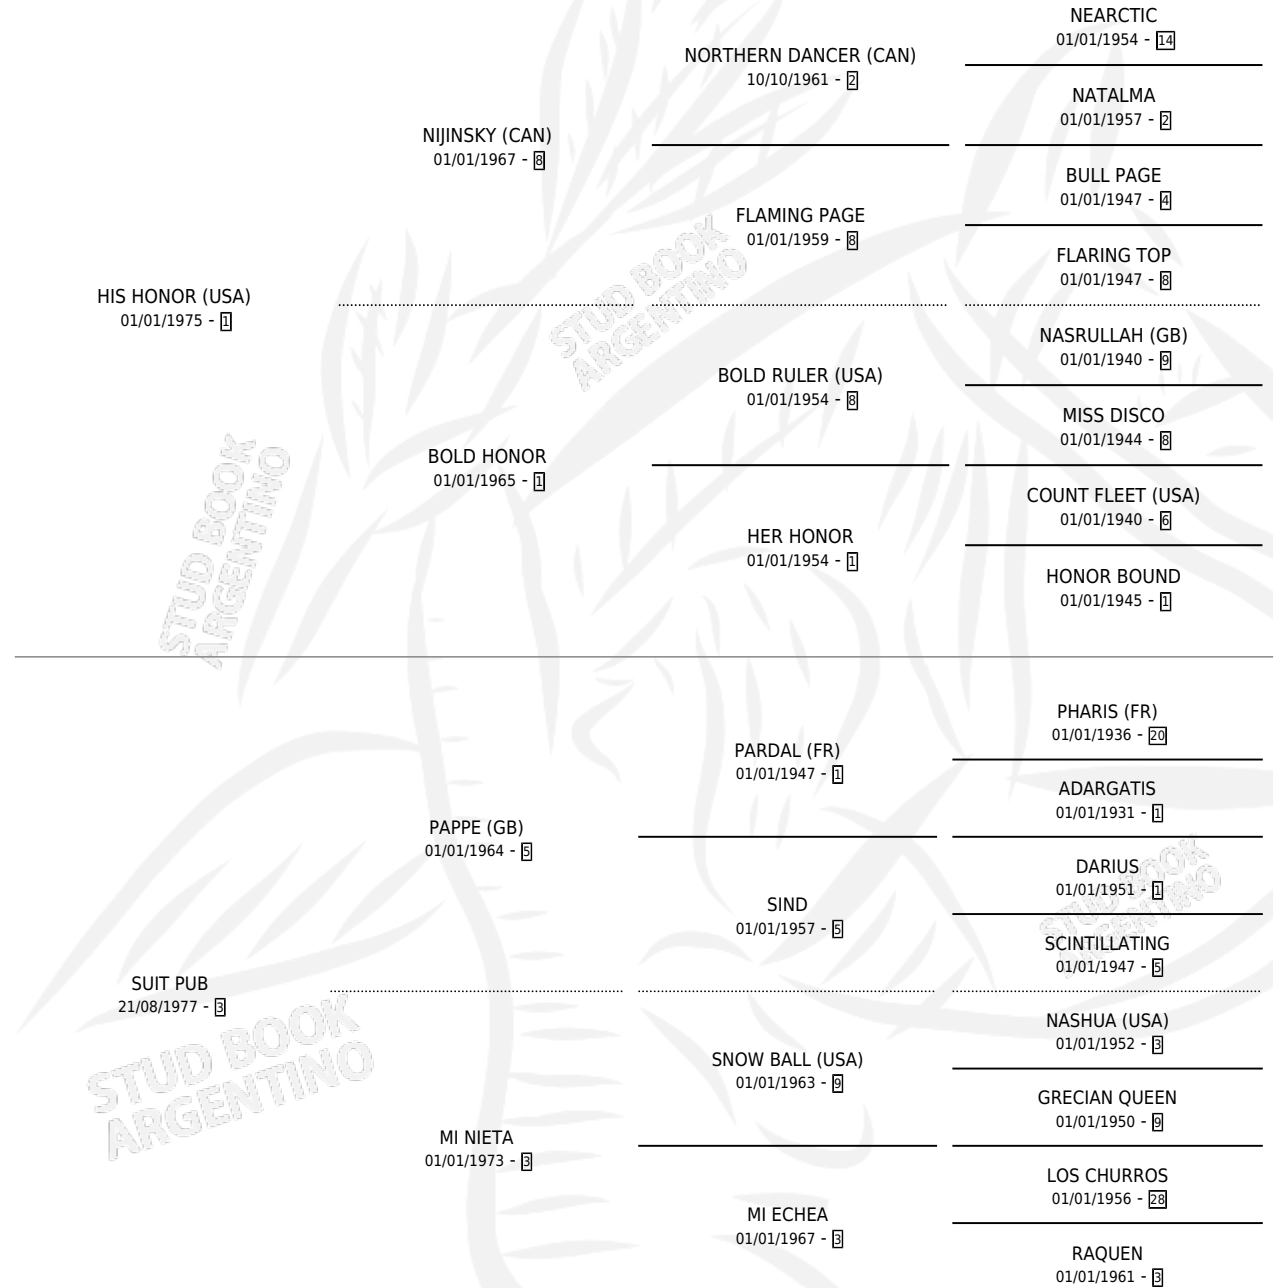 NEARCTIC
01/01/1954 - 14
NORTHERN DANCER (CAN)
10/10/1961 - 2
NATALMA
01/01/1957 - 2
NIJINSKY (CAN)
01/01/1967 - 8
BULL PAGE
01/01/1947 - 4
FLAMING PAGE
01/01/1959 - 8
FLARING TOP
01/01/1947 - 8
HIS HONOR (USA)
01/01/1975 - 1
NASRULLAH (GB)
01/01/1940 - 9
BOLD RULER (USA)
01/01/1954 - 8
MISS DISCO
01/01/1944 - 8
BOLD HONOR
01/01/1965 - 1
COUNT FLEET (USA)
01/01/1940 - 6
HER HONOR
01/01/1954 - 1
HONOR BOUND
01/01/1945 - 1
PHARIS (FR)
01/01/1936 - 20
PARDAL (FR)
01/01/1947 - 1
ADARGATIS
01/01/1931 - 1
PAPPE (GB)
01/01/1964 - 5
DARIUS
01/01/1951 - 1
SIND
01/01/1957 - 5
SCINTILLATING
01/01/1947 - 5
SUIT PUB
21/08/1977 - 3
NASHUA (USA)
01/01/1952 - 3
SNOW BALL (USA)
01/01/1963 - 9
GRECIAN QUEEN
01/01/1950 - 9
MI NIETA
01/01/1973 - 3
LOS CHURROS
01/01/1956 - 28
MI ECHEA
01/01/1967 - 3
RAQUEN
01/01/1961 - 3
STUD BOOK
ARGENTINO
STUD BOOK
ARGENTINO
STUD BOOK
ARGENTINO
STUD BOOK
ARGENTINO